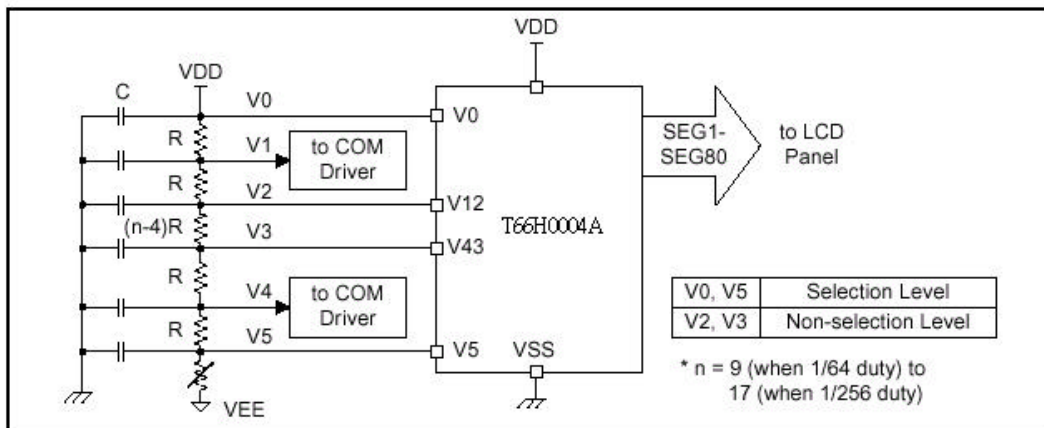 VDD
VDD
C
V0
V0
R
V1
to COM
Driver
SEG1-
SEG80
to LCD
Panel
R
V2
V12
(n-4)R
V3
V43
T66H0004A
R
V4
to COM
Driver
R
V5
V5
VSS
VEE
V0, V5 Selection Level
V2, V3 Non-selection Level
* n = 9 (when 1/64 duty) to
17 (when 1/256 duty)